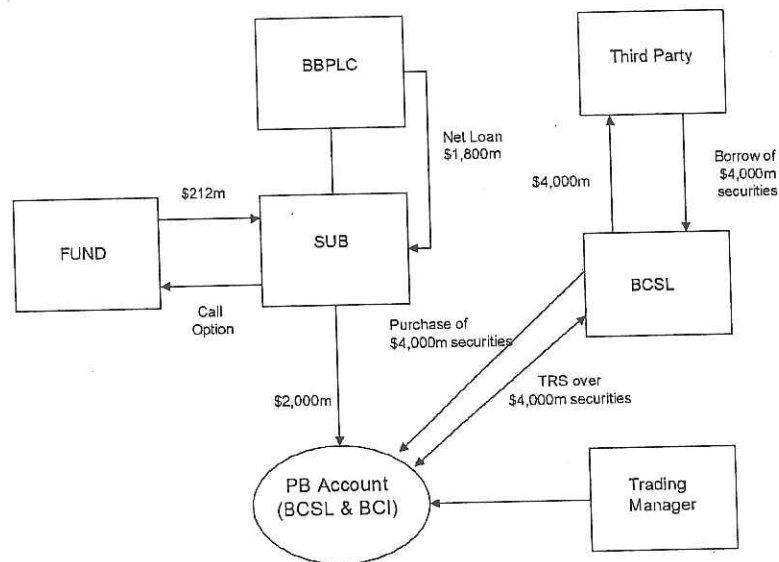 BBPLC
Third Party
Net Loan
$1,800m
Borrow of
$4,000m
securities
$4,000m
$212m
FUND
SUB
BCSL
Call
Option
Purchase of
$4,000m securities
TRS over
$4,000m securities
$2,000m
PB Account
(BCSL & BCI)
Trading
Manager